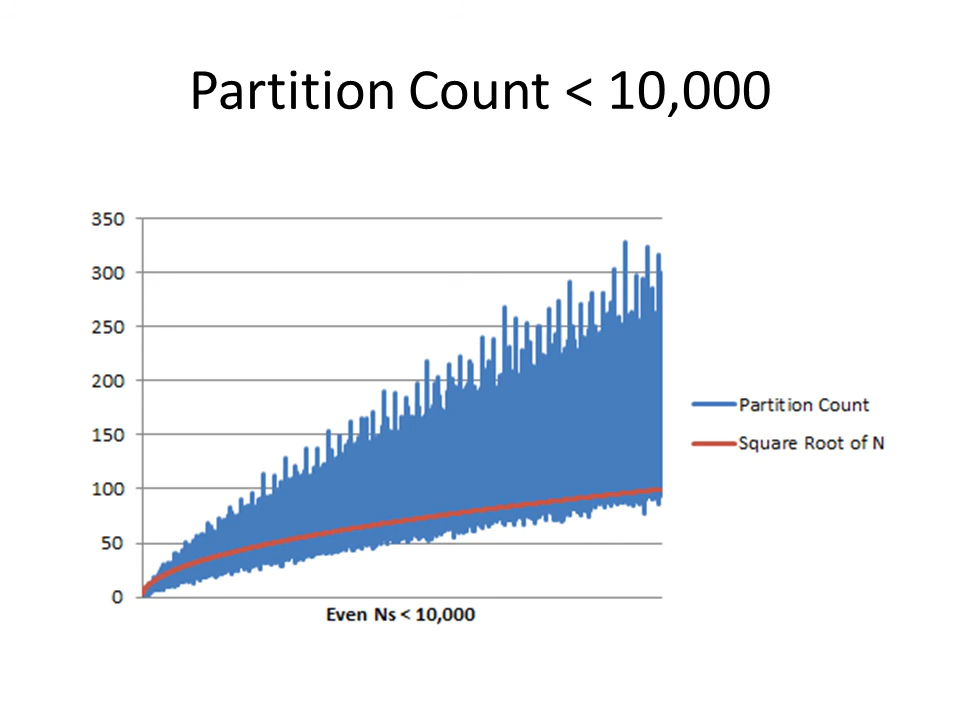 Partition Count < 10,000
350
300
250
200
150
100
50
0
Partition Count
Square Root of N
Even Ns < 10,000